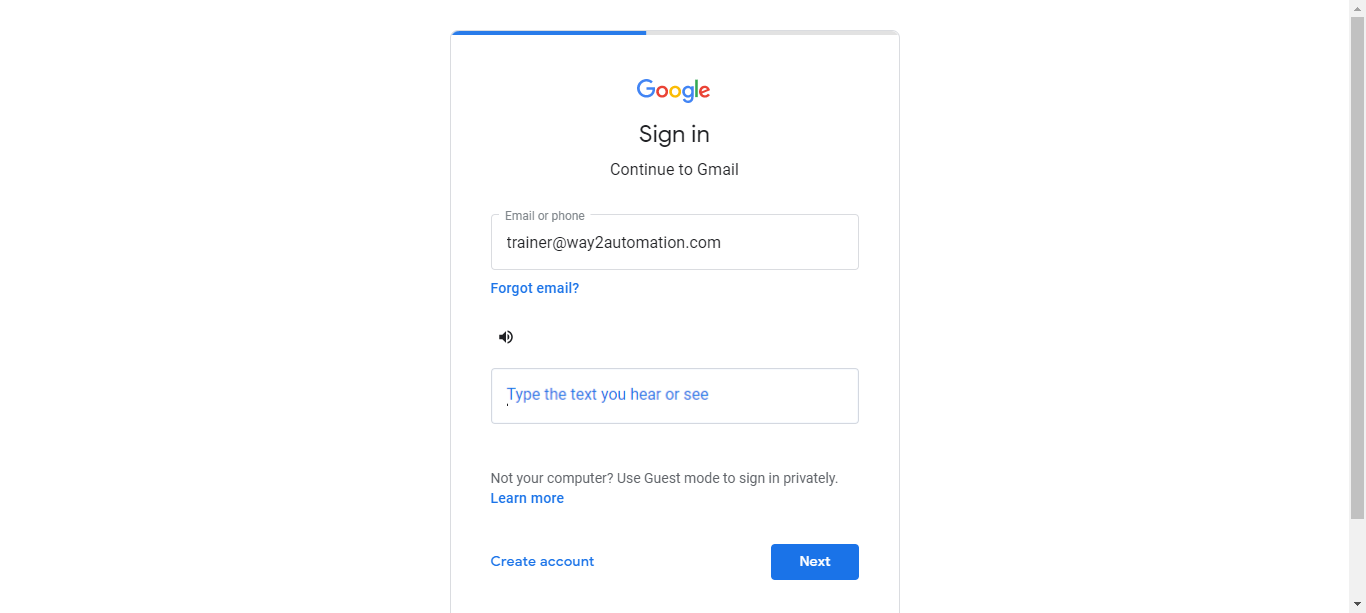 Google
Sign in
Continue to Gmail
Email or phone
trainer@way2automation.com
Forgot email?
Type the text you hear or see
Not your computer? Use Guest mode to sign in privately.
Learn more
Create account
Next